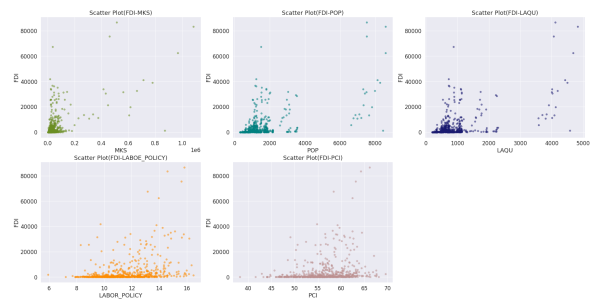 Scatter Plot(FDI-MKS)
Scatter Plot(FDI-POP)
Scatter Plot(FDI-LAQU)
80000
60000
40000
20000
0
FDI
0.0 0.2 0.4 0.6 0.8 1.0
1e6
MKS
80000
60000
40000
20000
0
FDI
0 2000 4000 6000 8000
POP
80000
60000
40000
20000
0
FDI
0 1000 2000 3000 4000 5000
LAQU
Scatter Plot(FDI-LABOE_POLICY)
Scatter Plot(FDI-PCI)
80000
60000
40000
20000
0
FDI
6 8 10 12 14 16
LABOR_POLICY
80000
60000
40000
20000
0
FDI
40 45 50 55 60 65 70
PCI